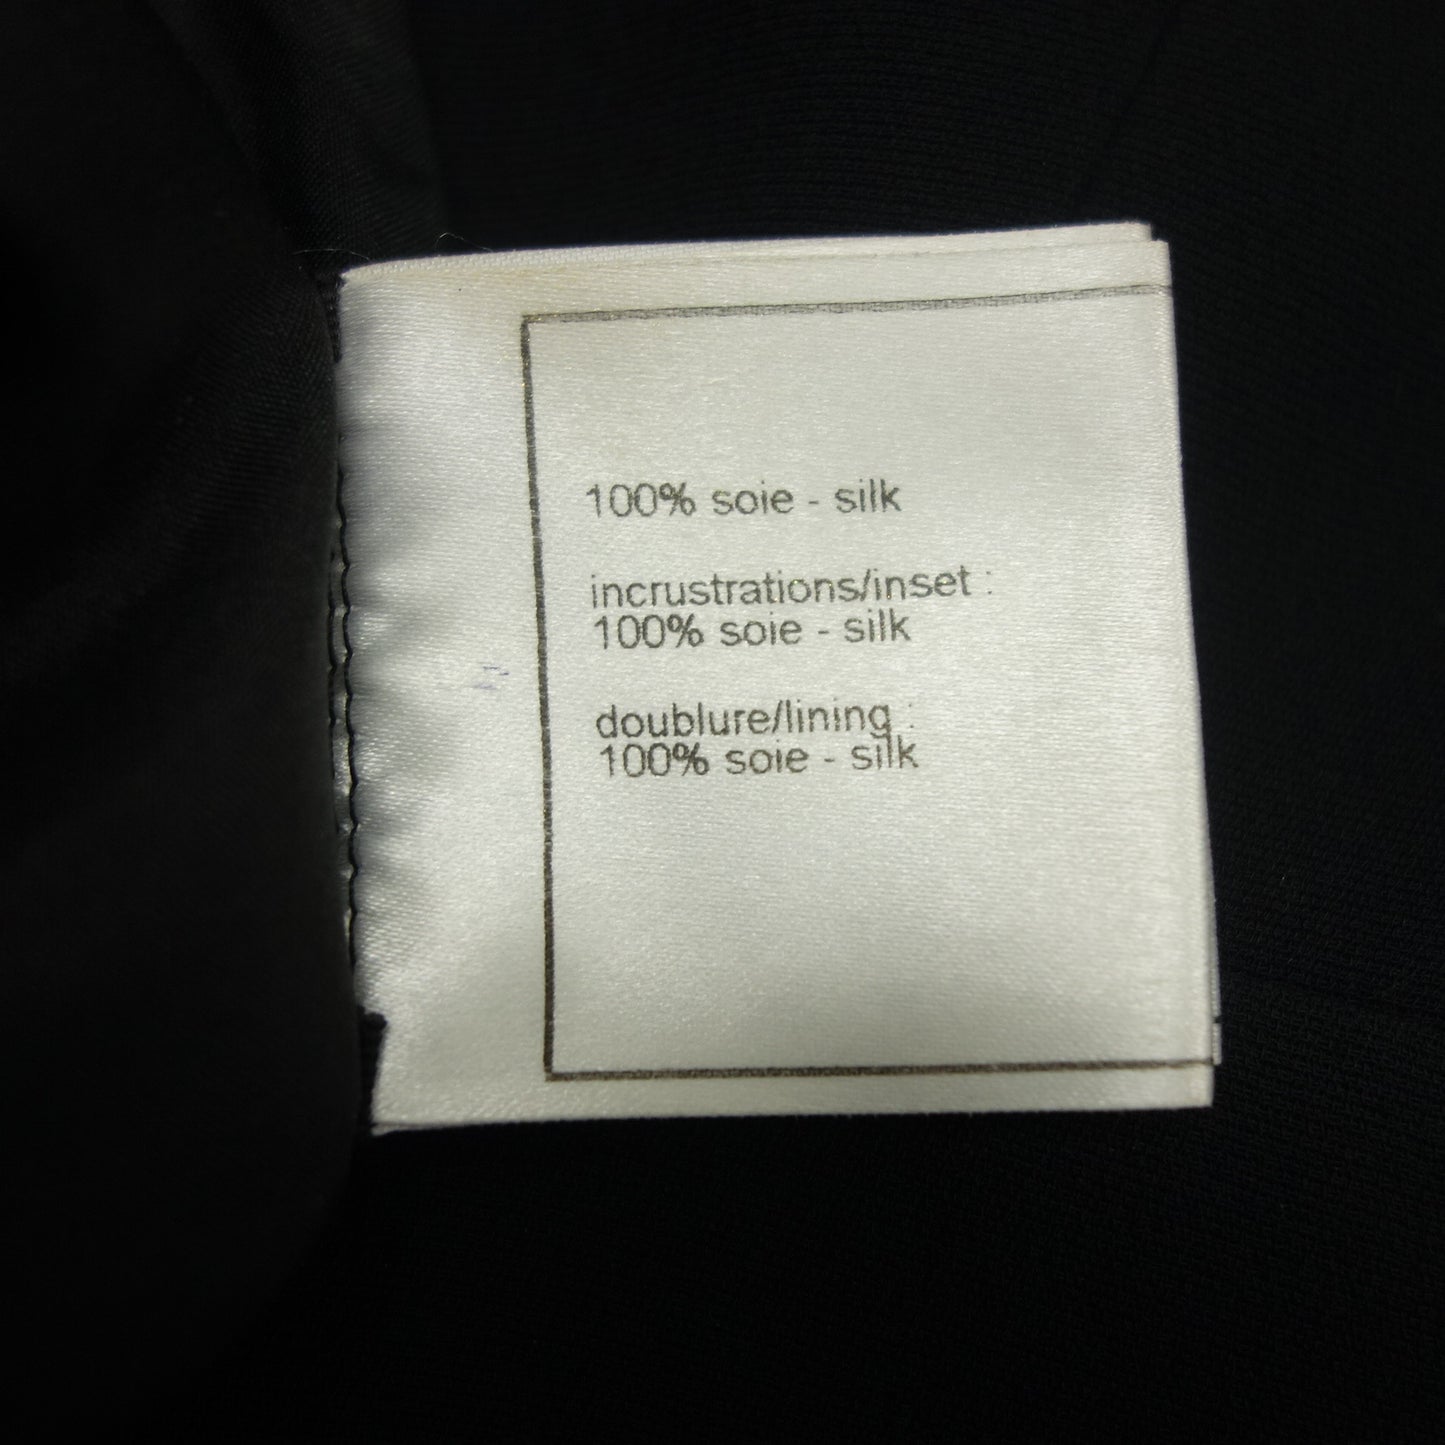 100% soie - silk
incrustrations/inset :
100% soie - silk
doublure/lining :
100% soie - silk